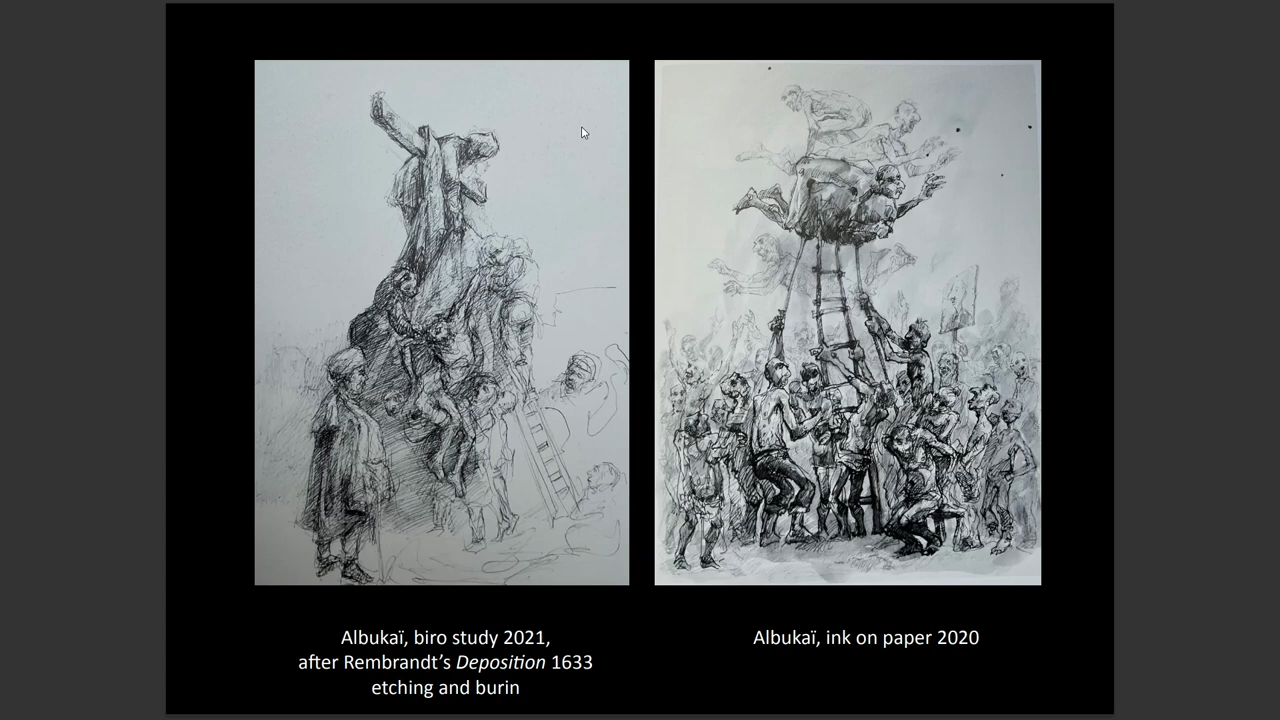 Albukaï, biro study 2021,
after Rembrandt’s Deposition 1633
etching and burin
Albukaï, ink on paper 2020